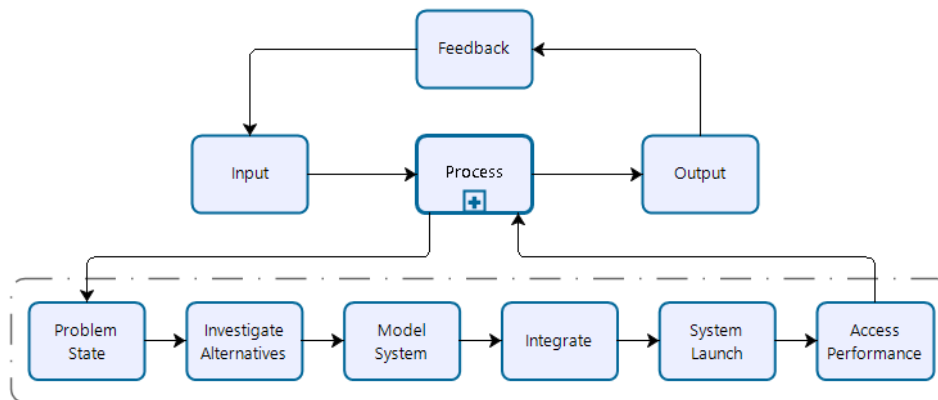 Feedback
Input
Process
Output
Problem
State
Investigate
Alternatives
Model
System
Integrate
System
Launch
Access
Performance